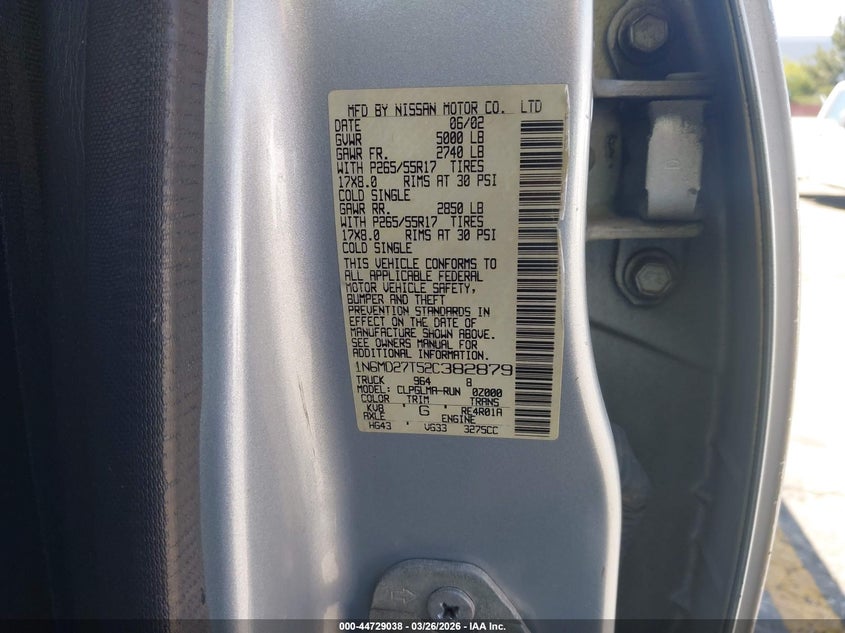 MFD BY NISSAN MOTOR CO. LTD
DATE 06/02
GVWR 5000 LB
GAWR FR. 2740 LB
WITH P265/55R17 TIRES
17X8.0 RIMS AT 30 PSI
COLD SINGLE
GAWR RR. 2850 LB
WITH P265/55R17 TIRES
17X8.0 RIMS AT 30 PSI
COLD SINGLE
THIS VEHICLE CONFORMS TO
ALL APPLICABLE FEDERAL
MOTOR VEHICLE SAFETY,
BUMPER AND THEFT
PREVENTION STANDARDS IN
EFFECT ON THE DATE OF
MANUFACTURE SHOWN ABOVE.
SEE OWNERS MANUAL FOR
ADDITIONAL INFORMATION.
1N6MD27T52C382879
TRUCK 964 8
MODEL: CLPGLMA-RUN 0Z000
COLOR TRIM TRANS
KV8 G RE4R01A
AXLE ENGINE
HG43 VG33 3275CC
000-44729038 - 03/26/2026 - IAA Inc.